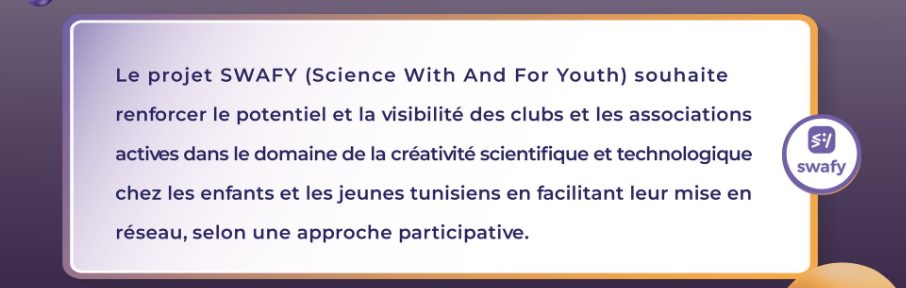 Le projet SWAFY (Science With And For Youth) souhaite
renforcer le potentiel et la visibilité des clubs et les associations
actives dans le domaine de la créativité scientifique et technologique
chez les enfants et les jeunes tunisiens en facilitant leur mise en
réseau, selon une approche participative.
swafy